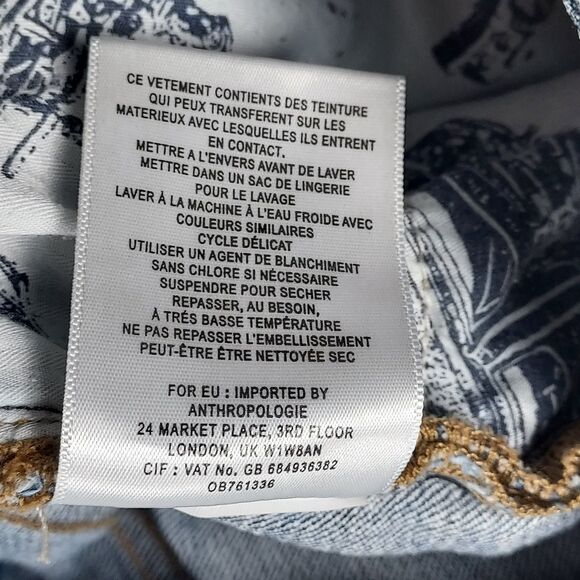 CE VETEMENT CONTIENTS DES TEINTURE
QUI PEUX TRANSFERENT SUR LES
MATERIEUX AVEC LESQUELLES ILS ENTRENT
EN CONTACT.
METTRE A L'ENVERS AVANT DE LAVER
METTRE DANS UN SAC DE LINGERIE
POUR LE LAVAGE
LAVER À LA MACHINE À L'EAU FROIDE AVEC
COULEURS SIMILAIRES
CYCLE DÉLICAT
UTILISER UN AGENT DE BLANCHIMENT
SANS CHLORE SI NÉCESSAIRE
SUSPENDRE POUR SECHER
REPASSER, AU BESOIN,
À TRÉS BASSE TEMPÉRATURE
NE PAS REPASSER L'EMBELLISSEMENT
PEUT-ÊTRE ÊTRE NETTOYÉE SEC
FOR EU : IMPORTED BY
ANTHROPOLOGIE
24 MARKET PLACE, 3RD FLOOR
LONDON, UK W1W8AN
CIF : VAT No. GB 684936382
OB761336